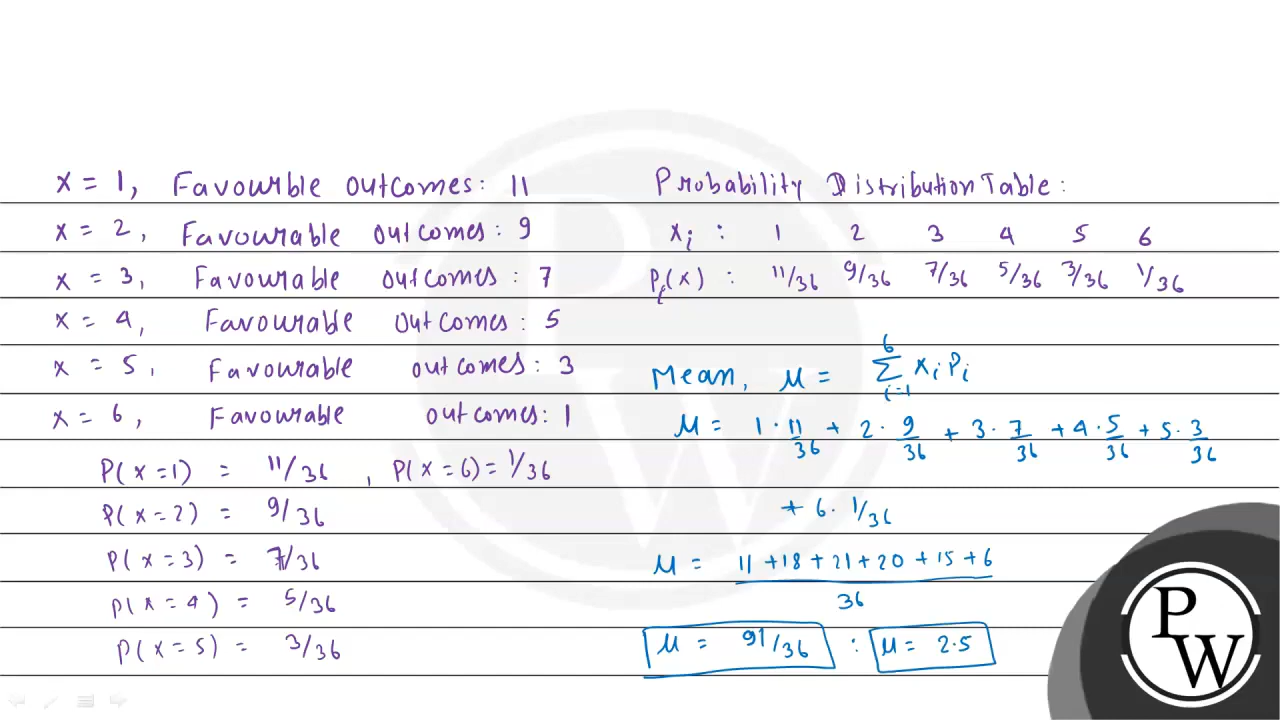 x = 1, Favourble outcomes: 11
x = 2, Favourable outcomes: 9
x = 3, Favourable outcomes: 7
x = 4, Favourable outcomes: 5
x = 5, Favourable outcomes: 3
x = 6, Favourable outcomes: 1
P(x=1) = 11/36, P(x=6) = 1/36
P(x=2) = 9/36
P(x=3) = 7/36
P(x=4) = 5/36
P(x=5) = 3/36
Probability Distribution Table:
xᵢ : 1 2 3 4 5 6
Pᵢ(x) : 11/36 9/36 7/36 5/36 3/36 1/36
Mean, μ = 6 Σ i=1 xᵢ Pᵢ
μ = 1·11/36 + 2·9/36 + 3·7/36 + 4·5/36 + 5·3/36
+ 6·1/36
μ = 11+18+21+20+15+6
36
μ = 91/36 : μ = 2.5
P
W